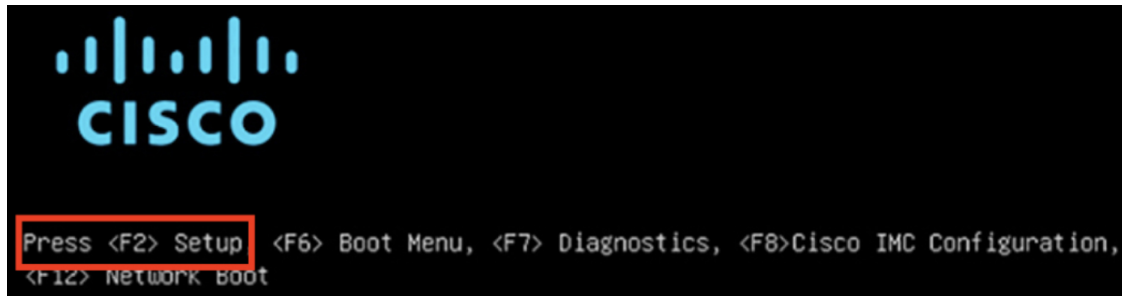 CISCO
Press <F2> Setup, <F6> Boot Menu, <F7> Diagnostics, <F8>Cisco IMC Configuration,
<F12> Network Boot